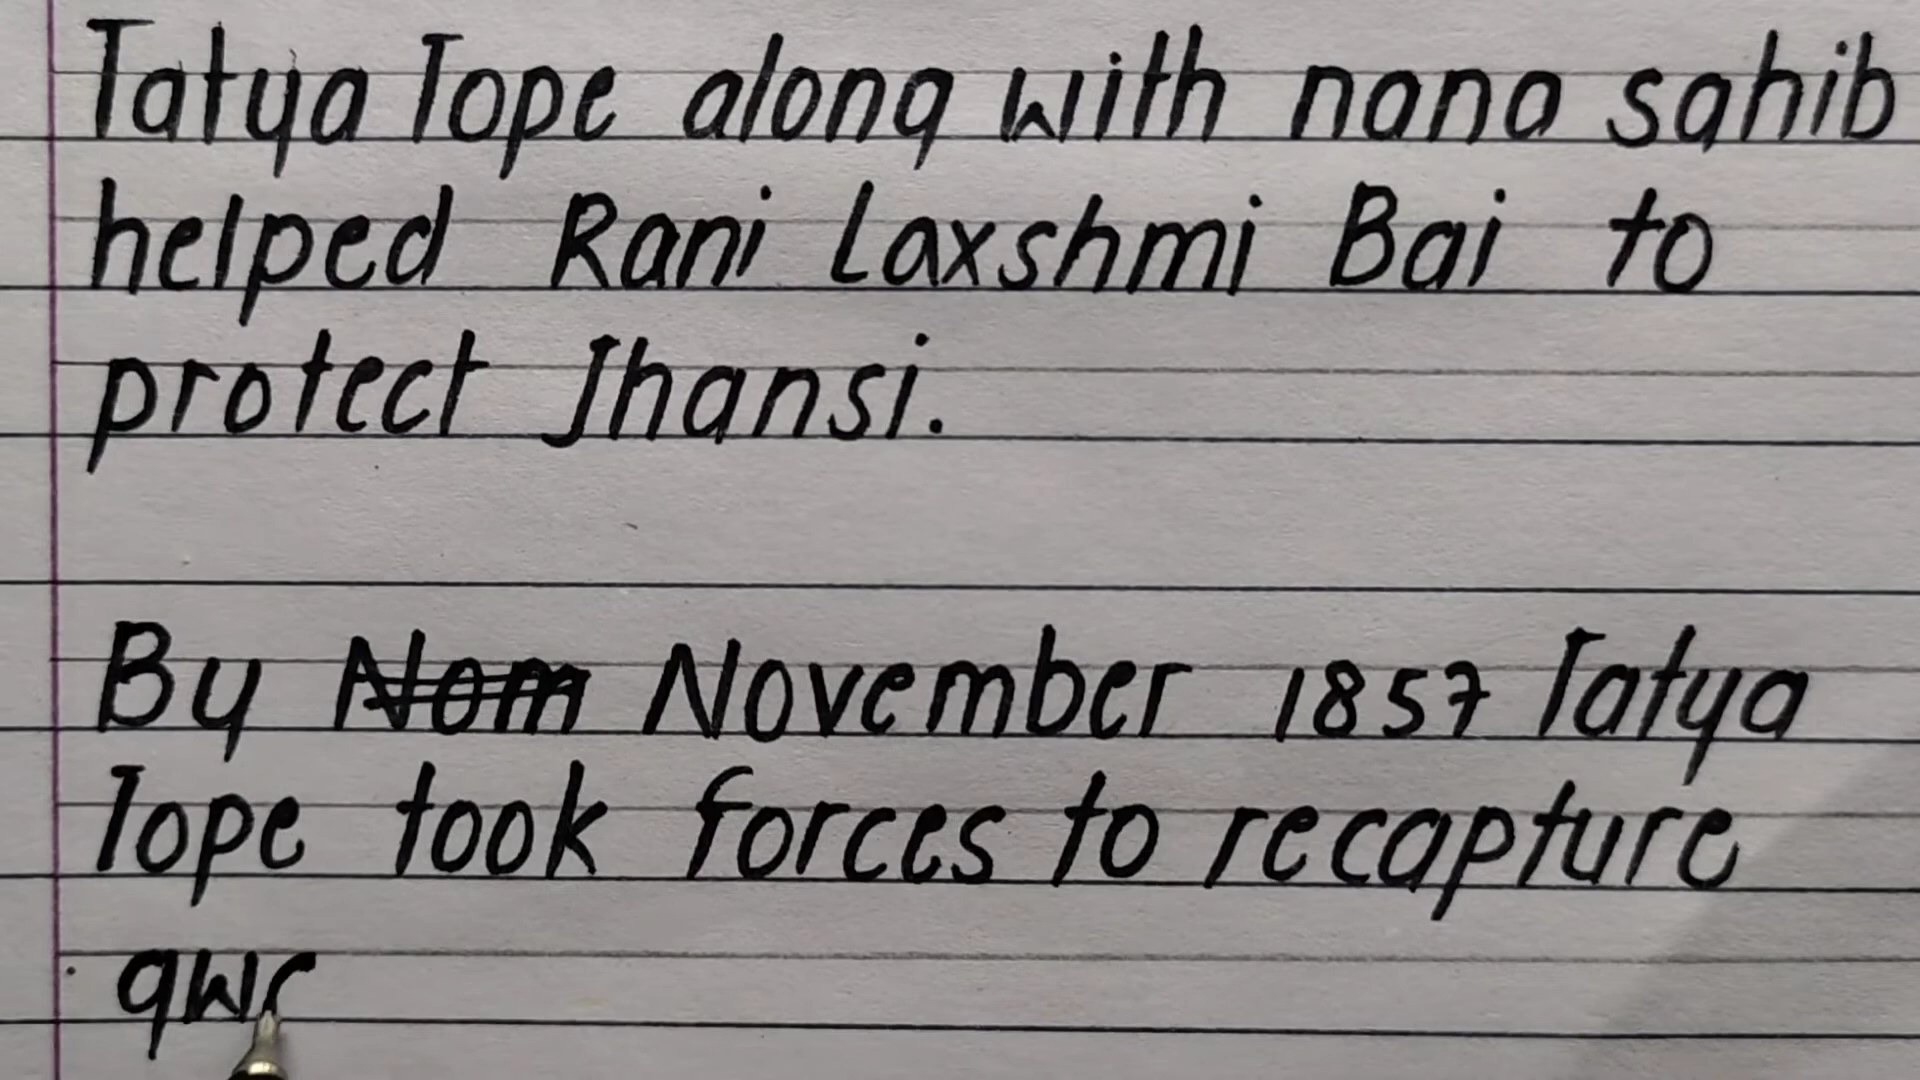 Tatya Tope along with nana sahib
helped Rani Laxshmi Bai to
protect Jhansi.
By Nom November 1857 Tatya
Tope took forces to recapture